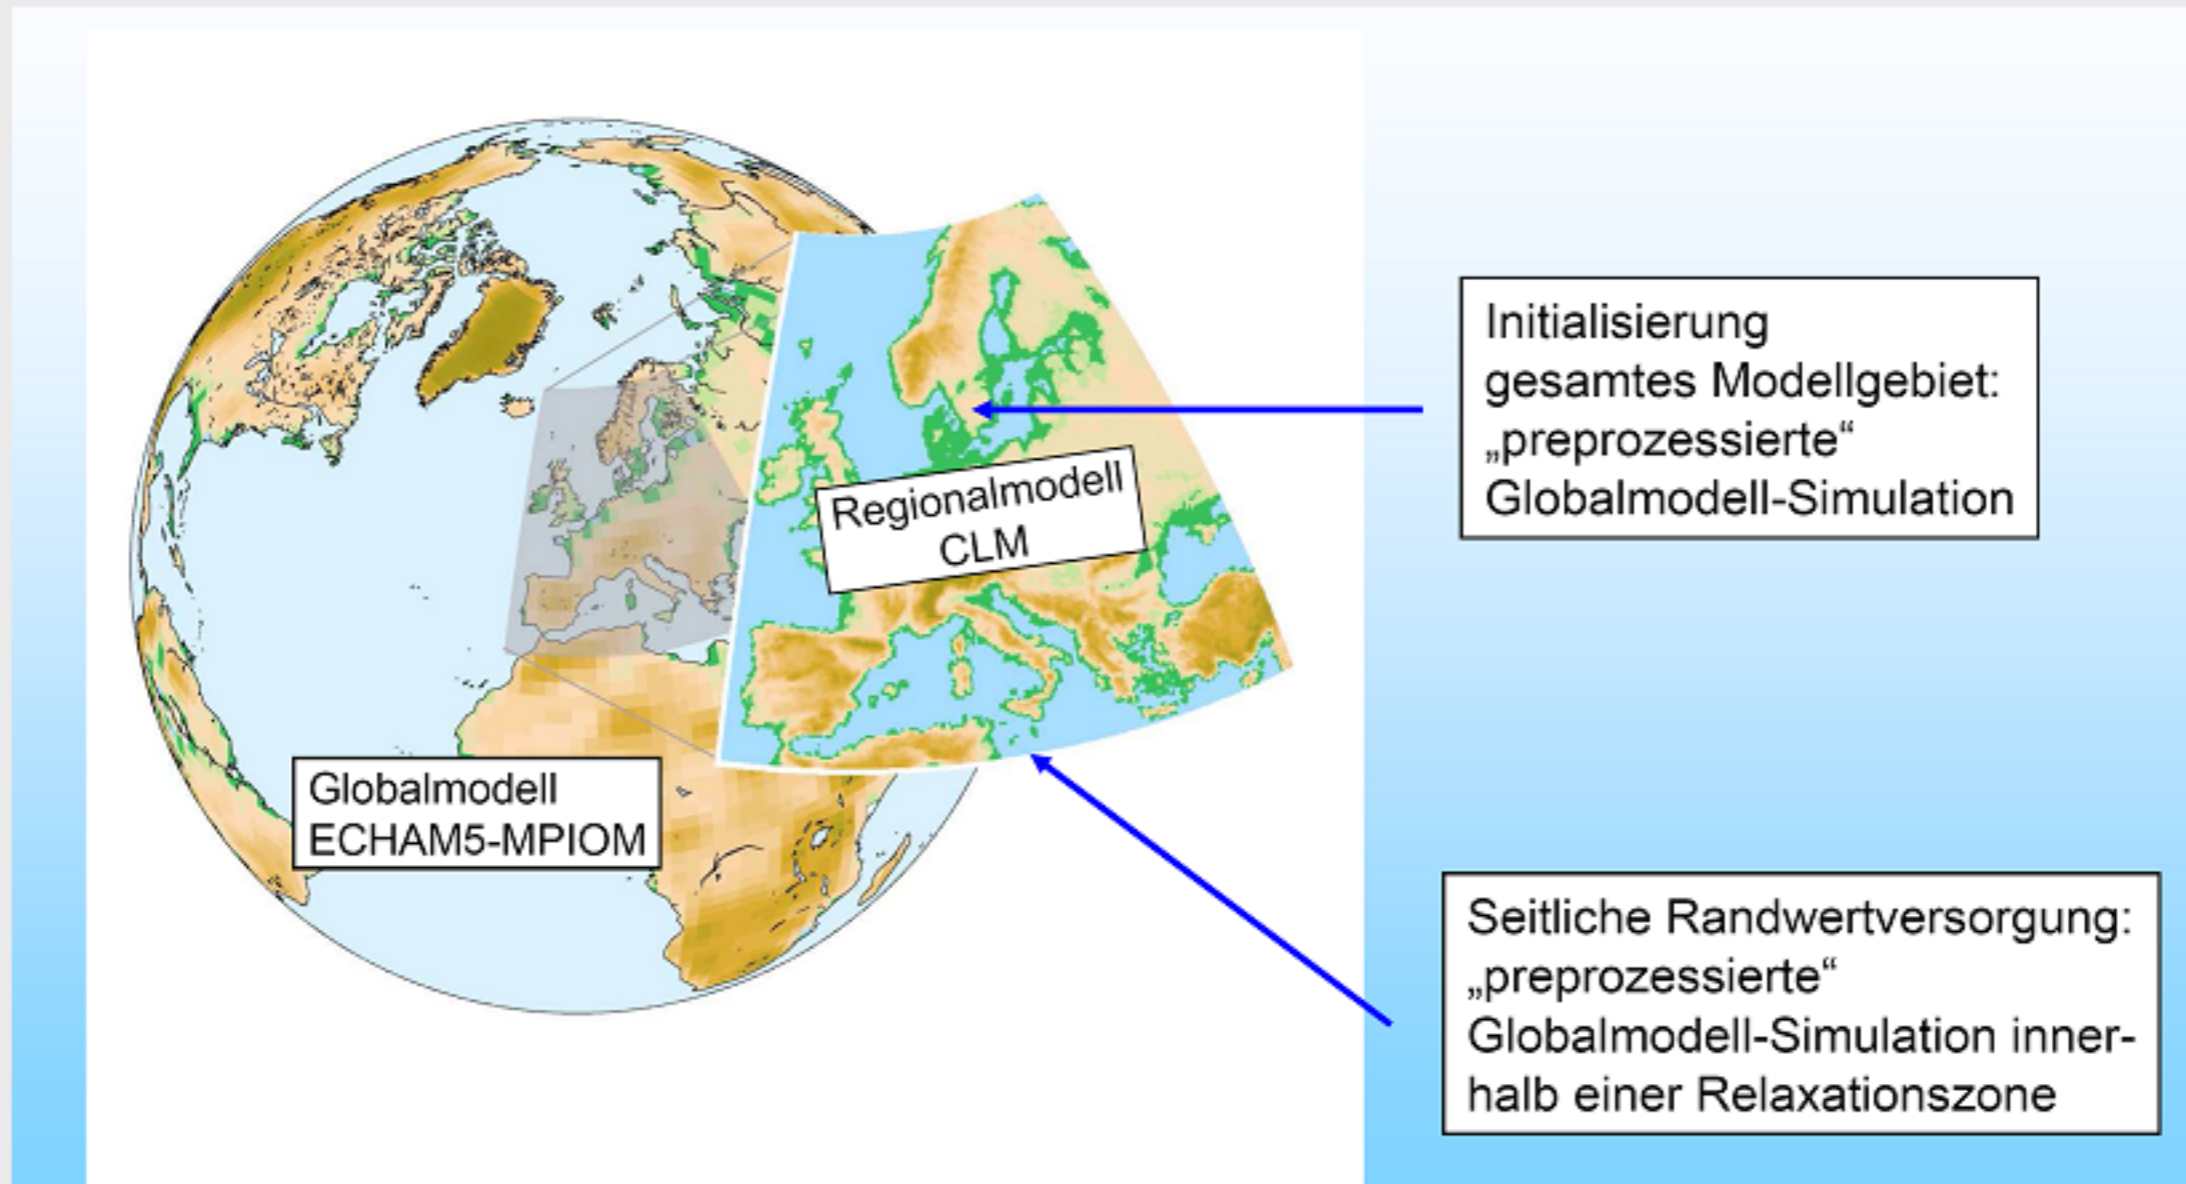 Initialisierung
gesamtes Modellgebiet:
„preprozessierte“
Globalmodell-Simulation
Regionalmodell
CLM
Globalmodell
ECHAM5-MPIOM
Seitliche Randwertversorgung:
„preprozessierte“
Globalmodell-Simulation inner-
halb einer Relaxationszone